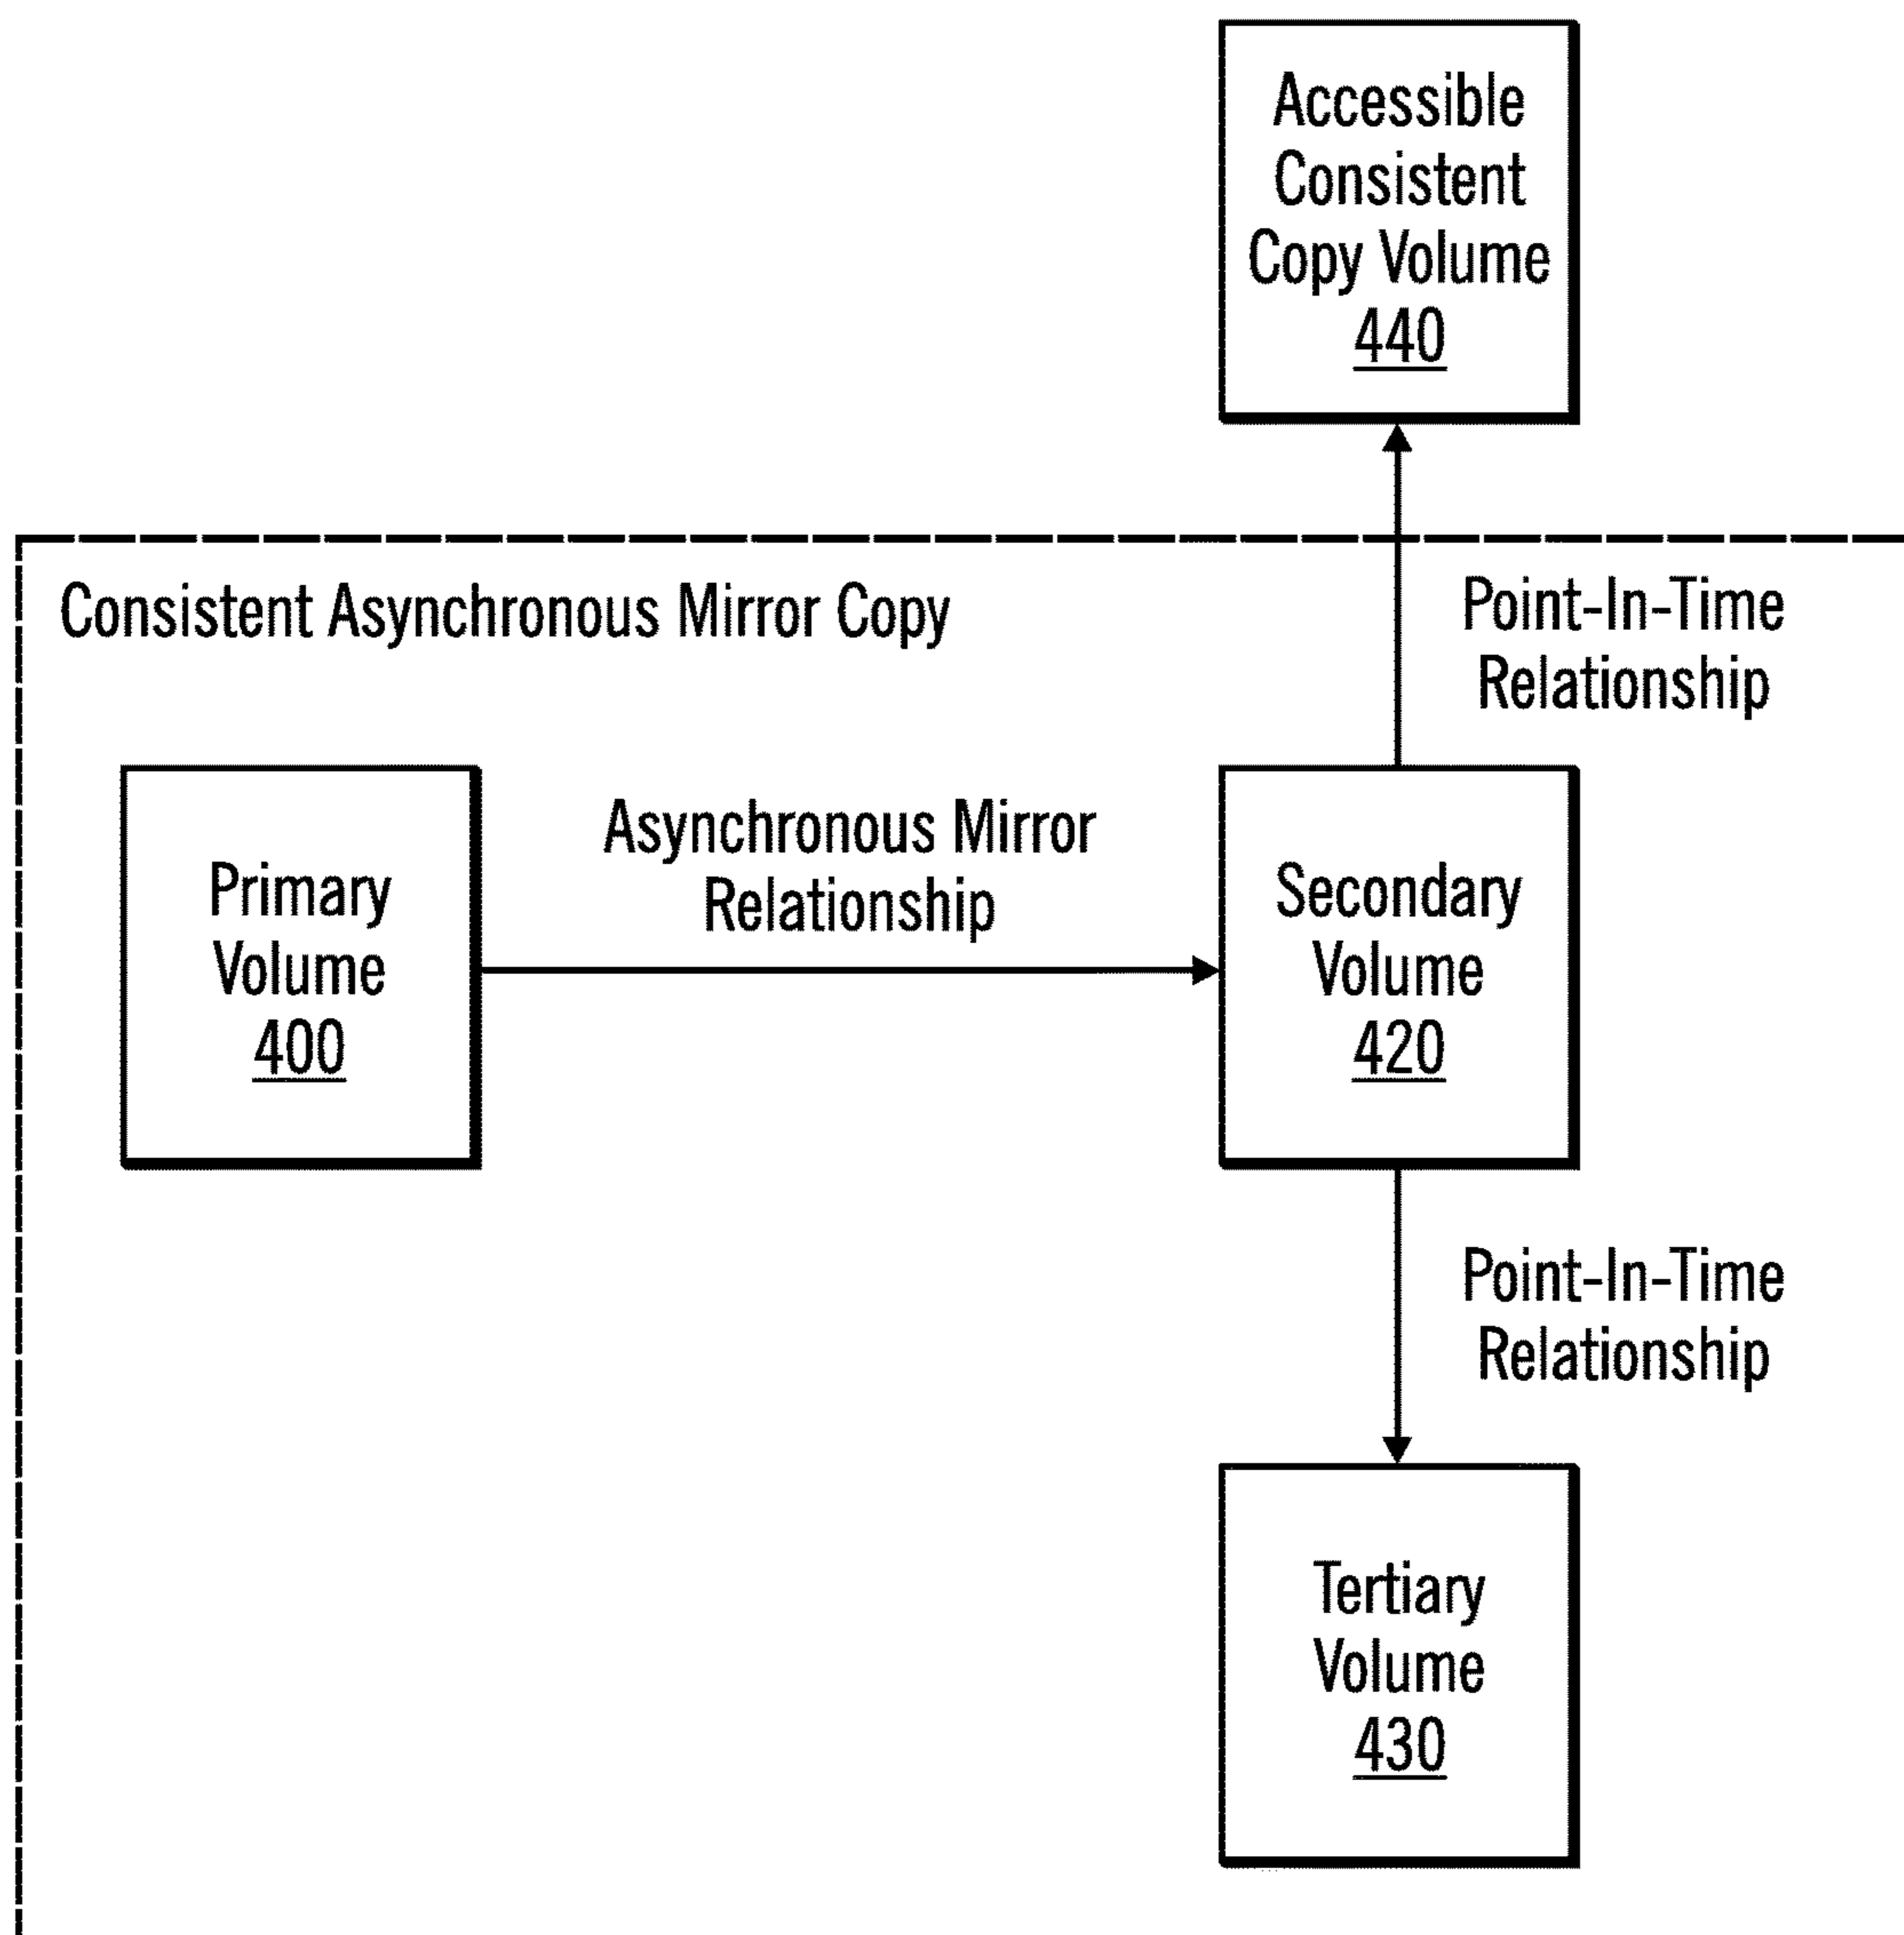 Accessible
Consistent
Copy Volume
440
Consistent Asynchronous Mirror Copy
Point-In-Time
Relationship
Primary
Volume
400
Asynchronous Mirror
Relationship
Secondary
Volume
420
Point-In-Time
Relationship
Tertiary
Volume
430